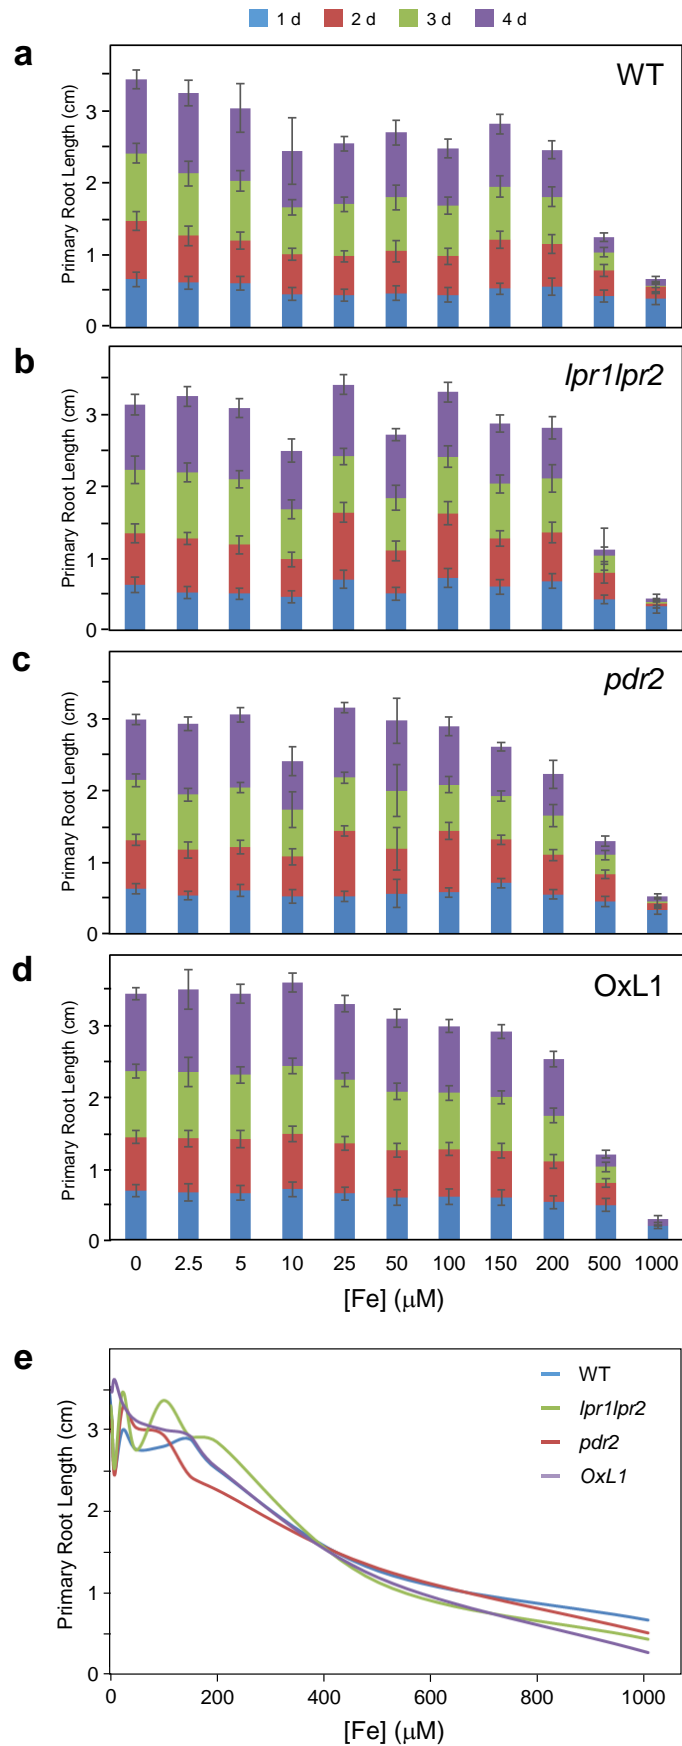 1 d 2 d 3 d 4 d
a
WT
Primary Root Length (cm)
3
2
1
0
b
lpr1lpr2
Primary Root Length (cm)
3
2
1
0
c
pdr2
Primary Root Length (cm)
3
2
1
0
d
OxL1
Primary Root Length (cm)
3
2
1
0
0 2.5 5 10 25 50 100 150 200 500 1000
[Fe] (μM)
e
WT
lpr1lpr2
pdr2
OxL1
Primary Root Length (cm)
3
2
1
0
0 200 400 600 800 1000
[Fe] (μM)